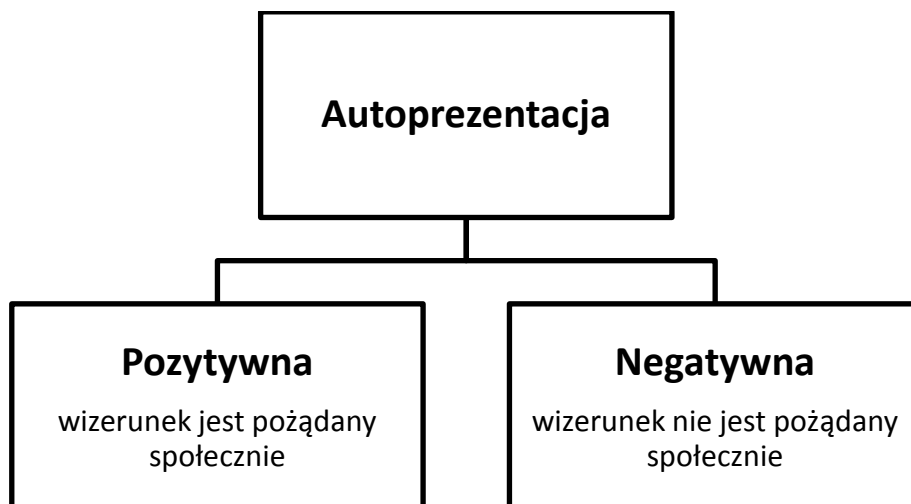 Autoprezentacja
Pozytywna
wizerunek jest pożądany
społecznie
Negatywna
wizerunek nie jest pożądany
społecznie